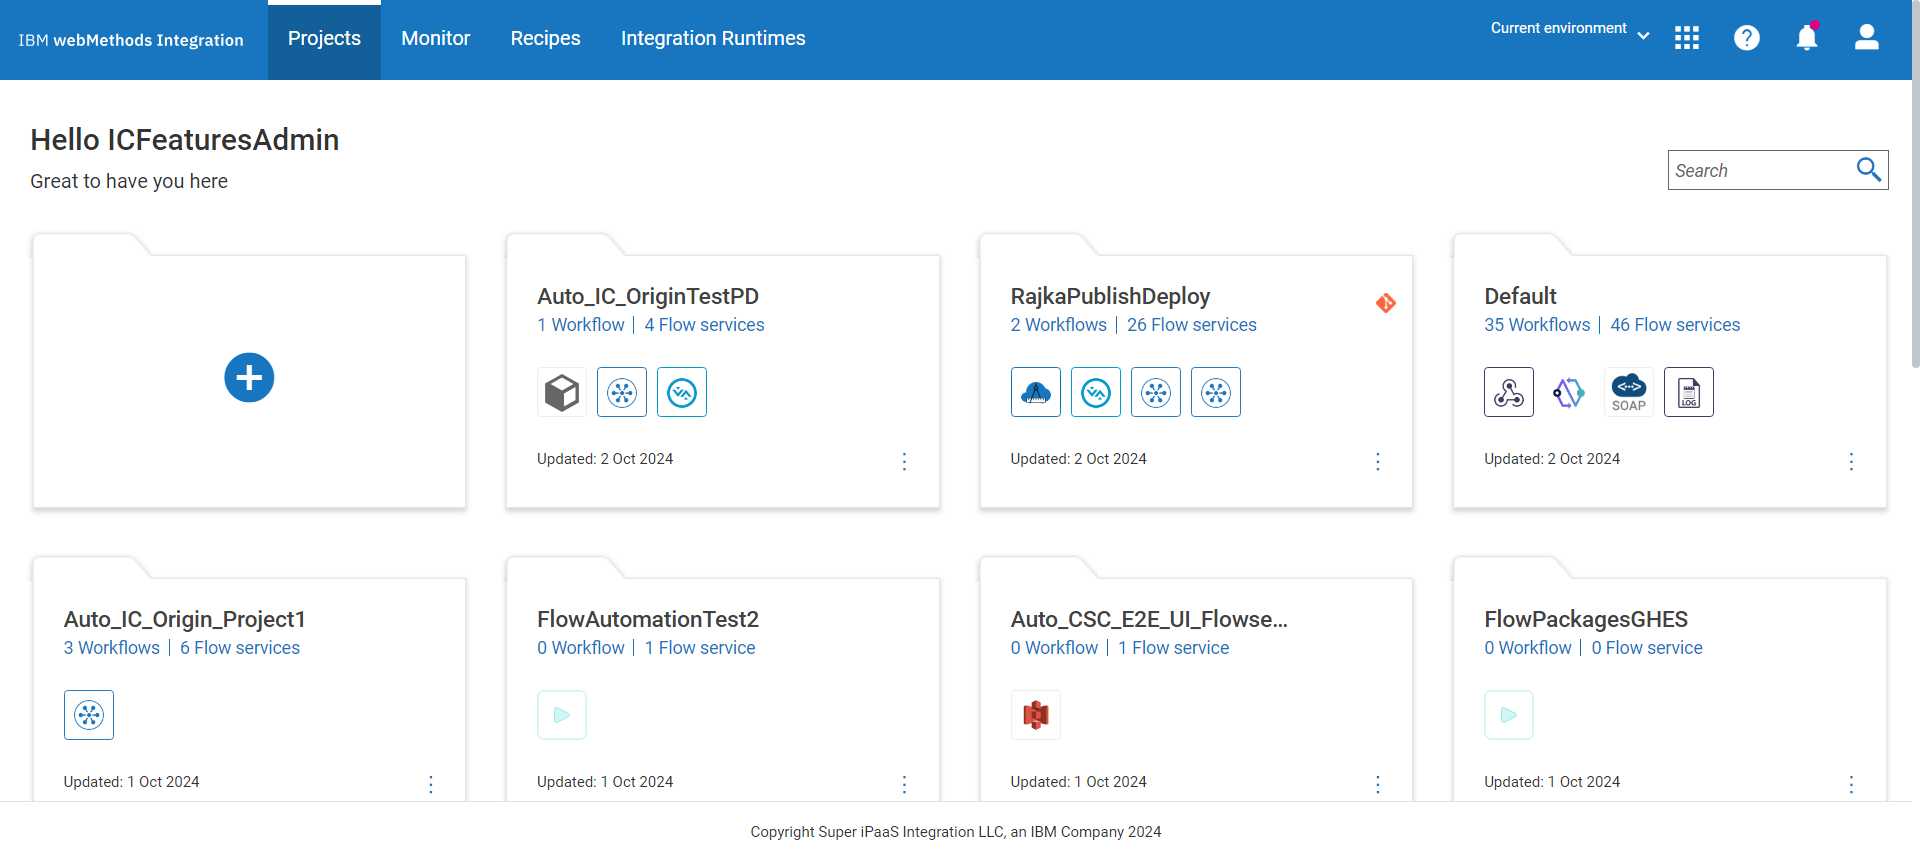 IBM webMethods Integration
Projects
Monitor
Recipes
Integration Runtimes
Current environment
Hello ICFeaturesAdmin
Great to have you here
Search
Auto_IC_OriginTestPD
1 Workflow | 4 Flow services
Updated: 2 Oct 2024
RajkaPublishDeploy
2 Workflows | 26 Flow services
Updated: 2 Oct 2024
Default
35 Workflows | 46 Flow services
SOAP
LOG
Updated: 2 Oct 2024
Auto_IC_Origin_Project1
3 Workflows | 6 Flow services
Updated: 1 Oct 2024
FlowAutomationTest2
0 Workflow | 1 Flow service
Updated: 1 Oct 2024
Auto_CSC_E2E_UI_Flowse...
0 Workflow | 1 Flow service
Updated: 1 Oct 2024
FlowPackagesGHES
0 Workflow | 0 Flow service
Updated: 1 Oct 2024
Copyright Super iPaaS Integration LLC, an IBM Company 2024